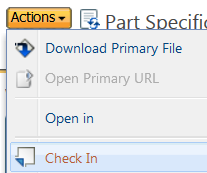 Actions Part Specific
Download Primary File
Open Primary URL
Open in
Check In